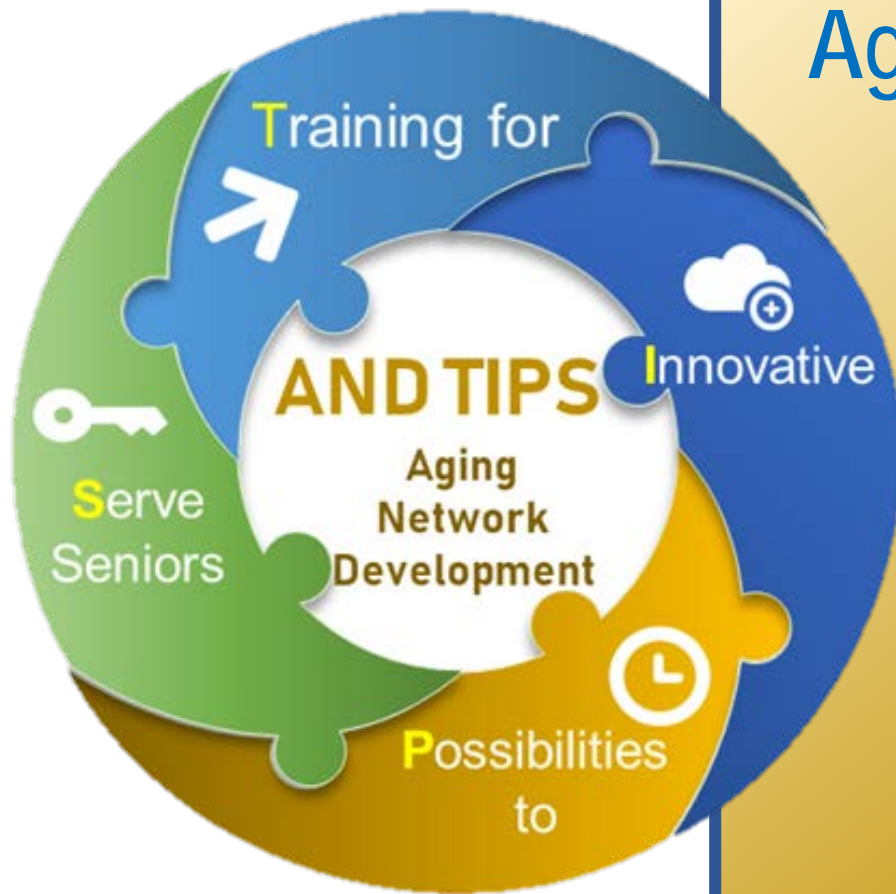 Training for
Innovative
Possibilities
to
Serve
Seniors
AND TIPS
Aging
Network
Development
Ag